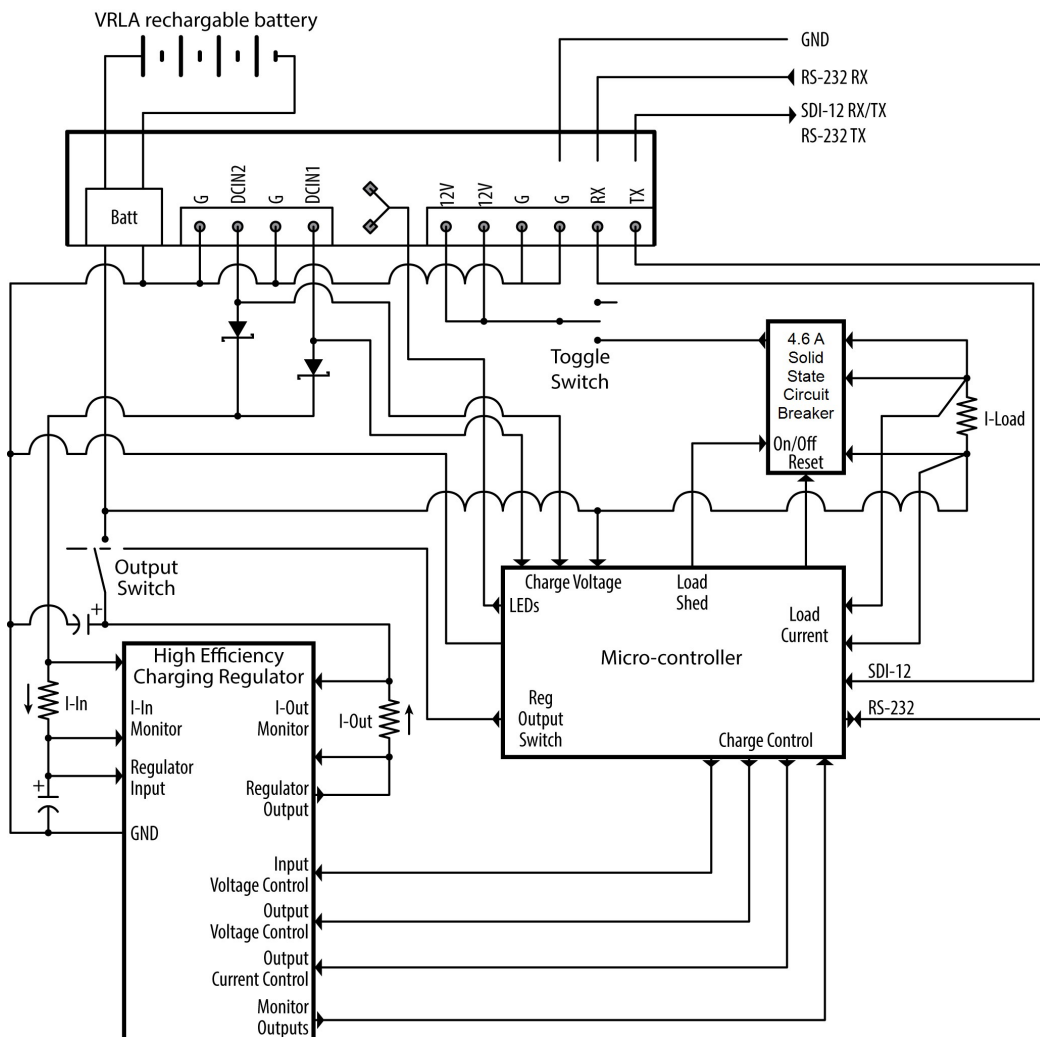 VRLA rechargable battery
GND
RS-232 RX
SDI-12 RX/TX
RS-232 TX
Batt
G
DCIN2
G
DCIN1
12V
12V
G
G
RX
TX
Toggle
Switch
4.6 A
Solid
State
Circuit
Breaker
On/Off
Reset
I-Load
Output
Switch
+
Charge Voltage
LEDs
Load
Shed
Load
Current
Micro-controller
Reg
Output
Switch
Charge Control
SDI-12
RS-232
High Efficiency
Charging Regulator
I-In
I-In
Monitor
I-Out
Monitor
I-Out
Regulator
Input
+
Regulator
Output
GND
Input
Voltage Control
Output
Voltage Control
Output
Current Control
Monitor
Outputs